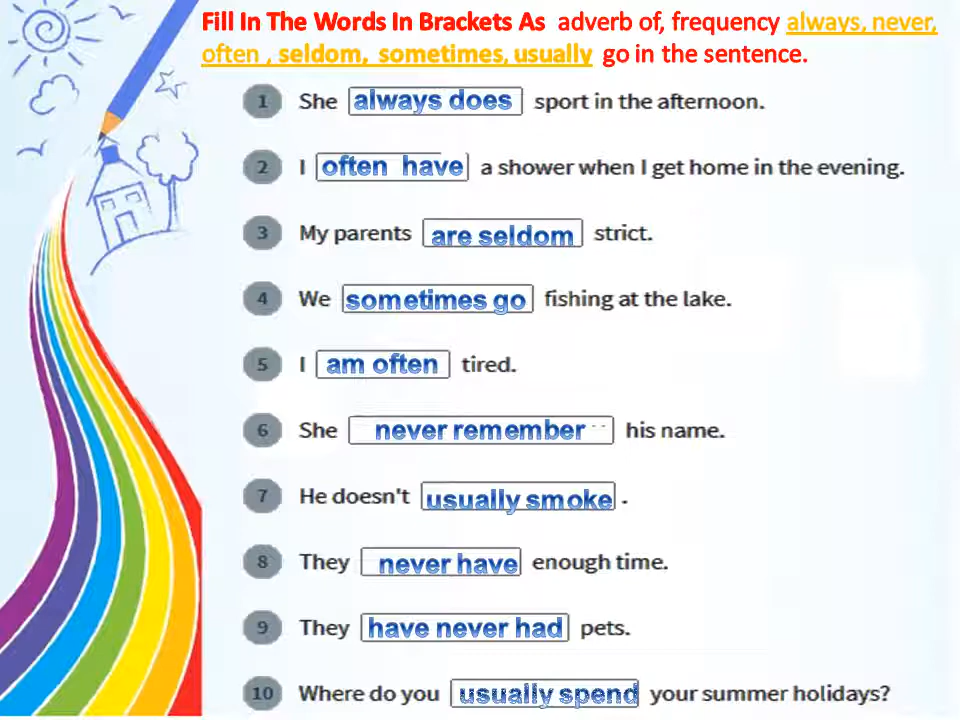 Fill In The Words In Brackets As adverb of, frequency always, never,
often , seldom, sometimes, usually go in the sentence.
1 She always does sport in the afternoon.
2 I often have a shower when I get home in the evening.
3 My parents are seldom strict.
4 We sometimes go fishing at the lake.
5 I am often tired.
6 She never remember his name.
7 He doesn't usually smoke .
8 They never have enough time.
9 They have never had pets.
10 Where do you usually spend your summer holidays?